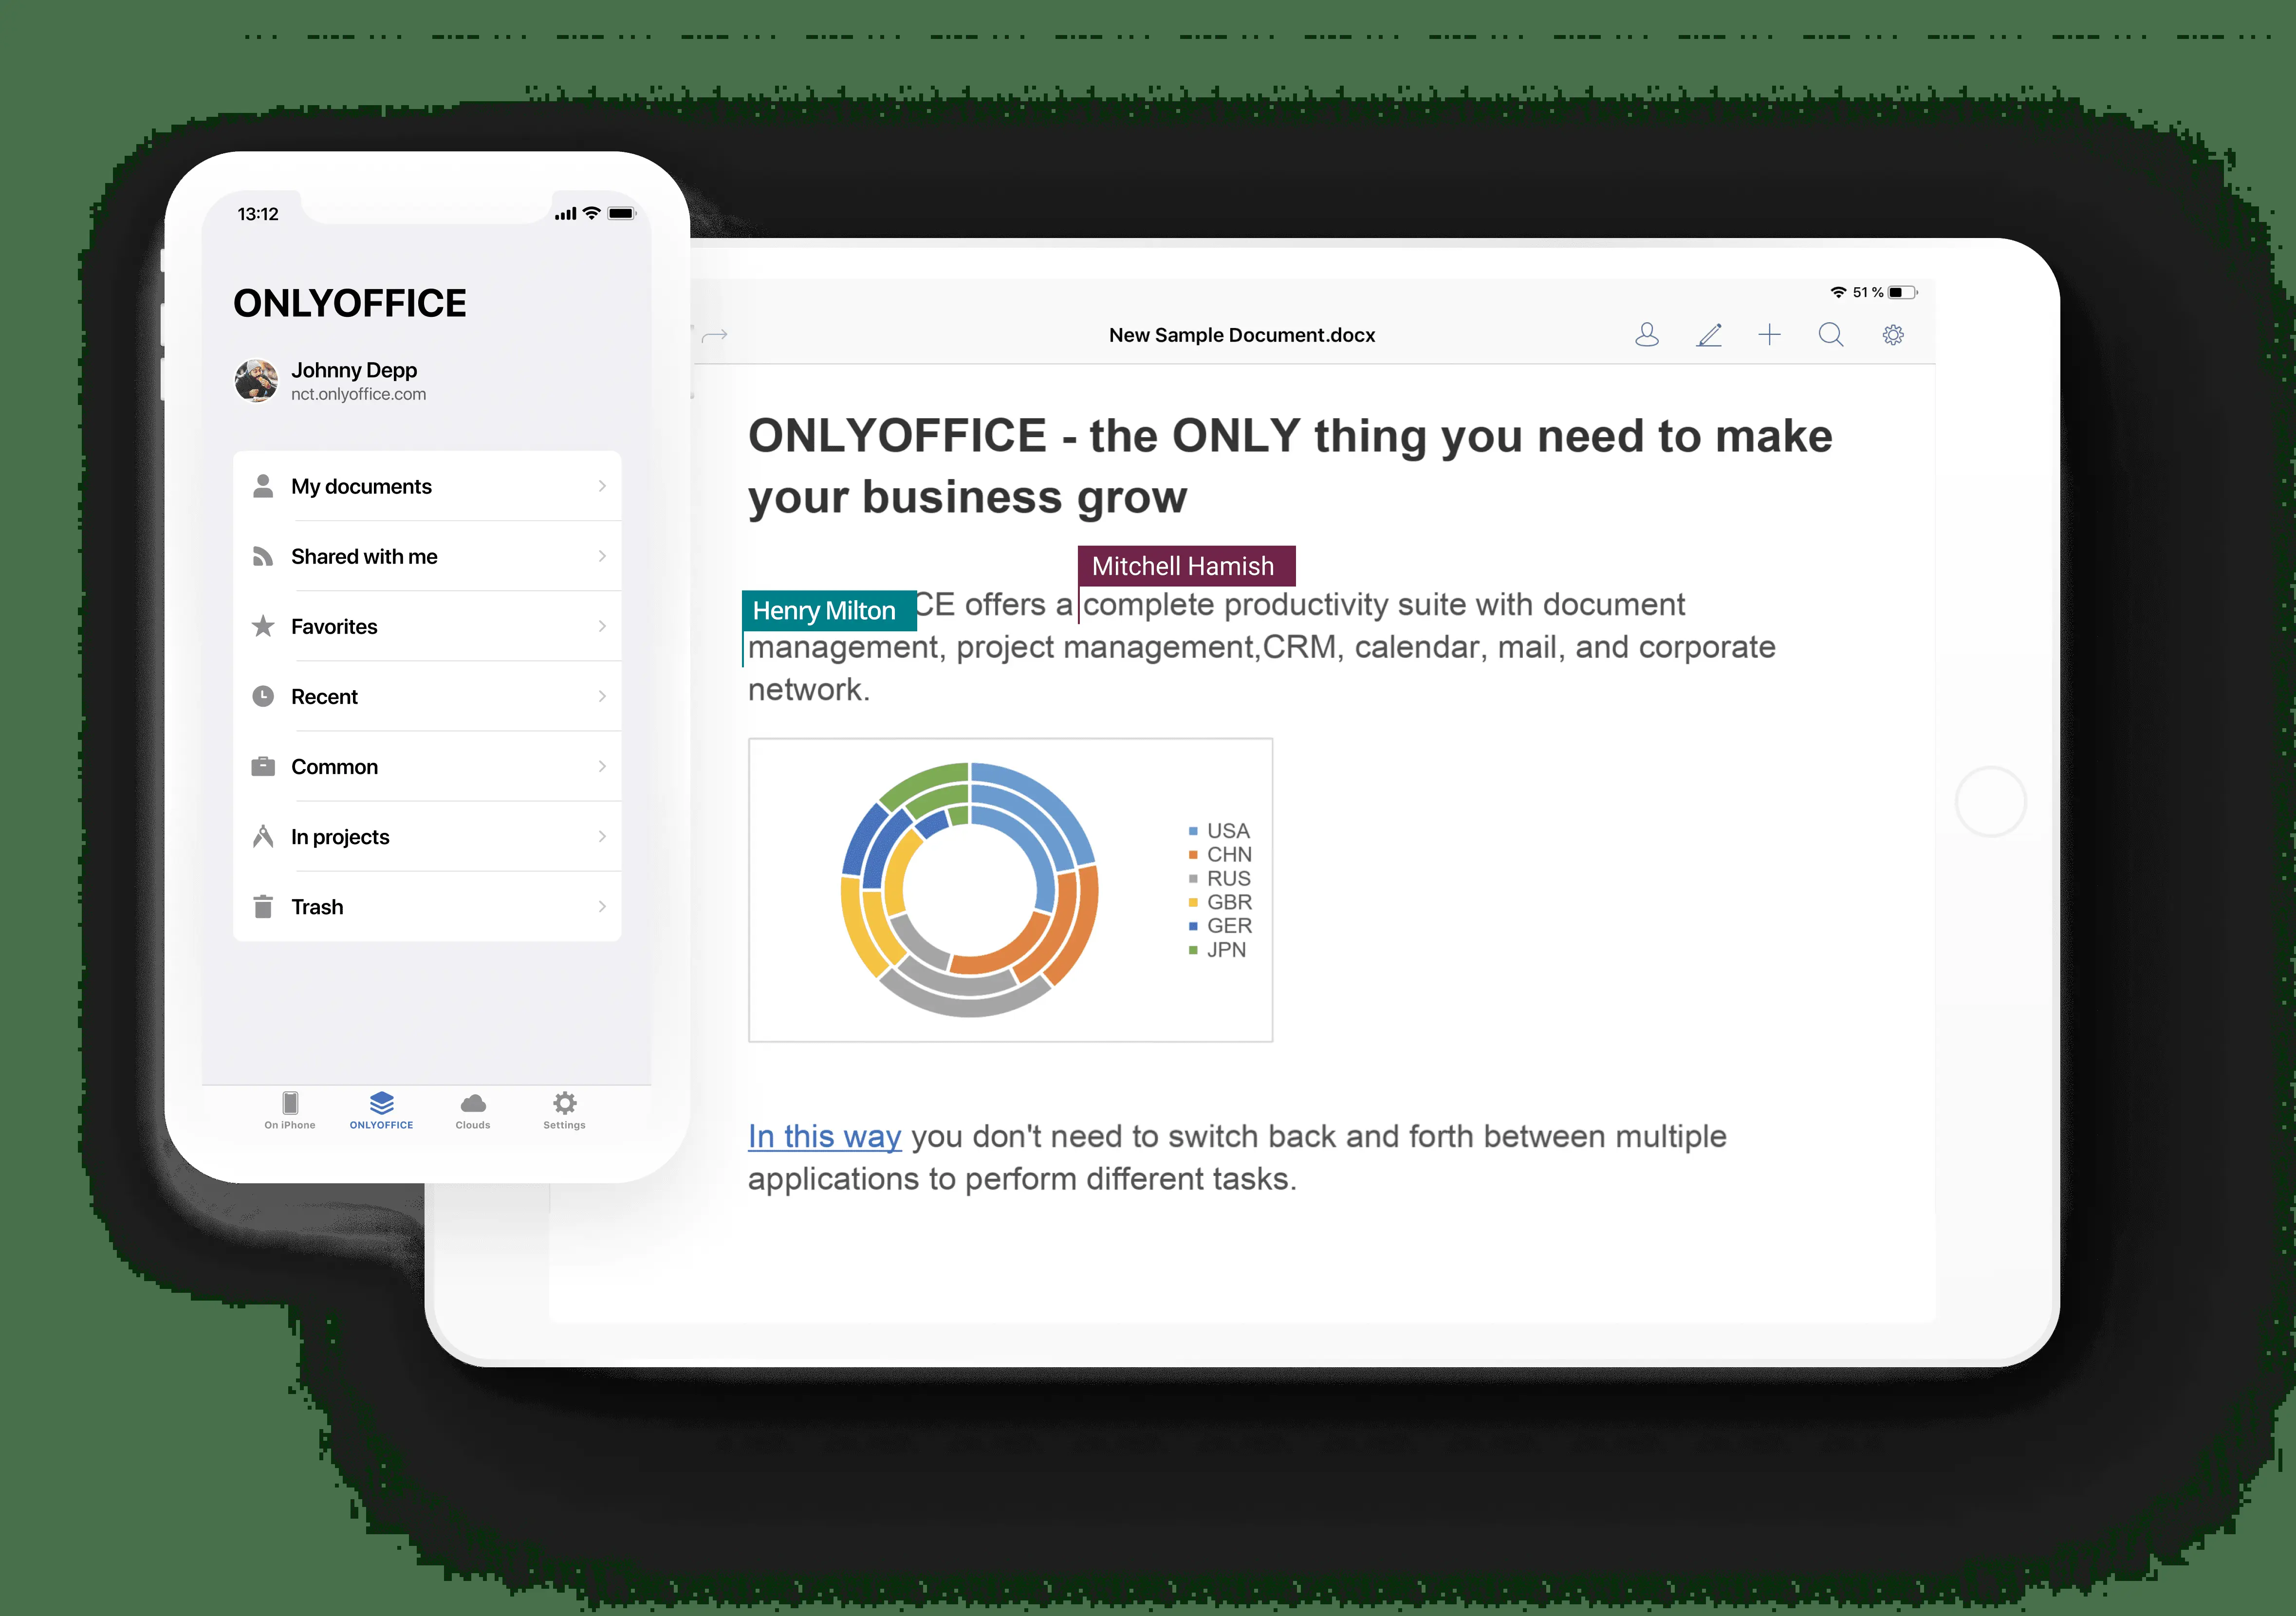 13:12
ONLYOFFICE
Johnny Depp
nct.onlyoffice.com
My documents
Shared with me
Favorites
Recent
Common
In projects
Trash
On iPhone
ONLYOFFICE
Clouds
Settings
51 %
New Sample Document.docx
ONLYOFFICE - the ONLY thing you need to make
your business grow
Mitchell Hamish
Henry Milton
CE offers a complete productivity suite with document
management, project management,CRM, calendar, mail, and corporate
network.
USA
CHN
RUS
GBR
GER
JPN
In this way you don't need to switch back and forth between multiple
applications to perform different tasks.